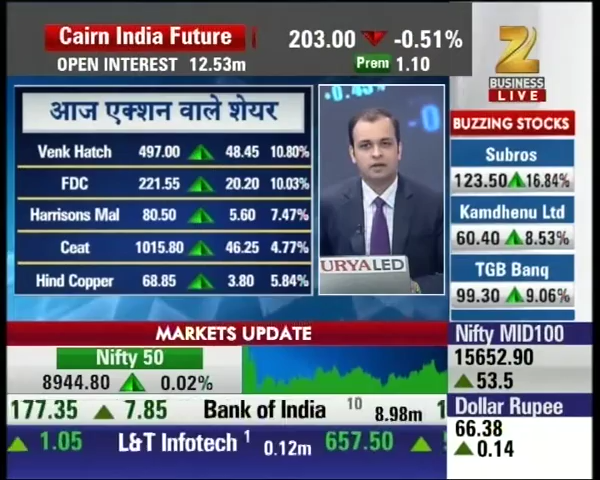 Cairn India Future
OPEN INTEREST 12.53m
203.00 -0.51%
Prem 1.10
Z
BUSINESS
LIVE
आज एक्शन वाले शेयर
Venk Hatch 497.00 48.45 10.80%
FDC 221.55 20.20 10.03%
Harrisons Mal 80.50 5.60 7.47%
Ceat 1015.80 46.25 4.77%
Hind Copper 68.85 3.80 5.84%
URYALED
BUZZING STOCKS
Subros
123.50 16.84%
Kamdhenu Ltd
60.40 8.53%
TGB Banq
99.30 9.06%
MARKETS UPDATE
Nifty 50
8944.80 0.02%
Nifty MID100
15652.90
53.5
Dollar Rupee
66.38
0.14
177.35 7.85 Bank of India 10 8.98m 1
1.05 L&T Infotech 1 0.12m 657.50